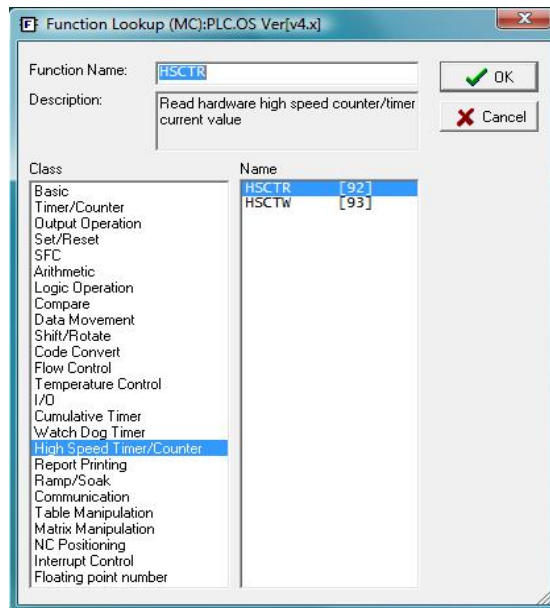 Function Lookup (MC):PLC.OS Ver[v4.x]
Function Name:
HSCTR
OK
Description:
Read hardware high speed counter/timer
current value
Cancel
Class
Basic
Timer/Counter
Output Operation
Set/Reset
SFC
Arithmetic
Logic Operation
Compare
Data Movement
Shift/Rotate
Code Convert
Flow Control
Temperature Control
I/O
Cumulative Timer
Watch Dog Timer
High Speed Timer/Counter
Report Printing
Ramp/Soak
Communication
Table Manipulation
Matrix Manipulation
NC Positioning
Interrupt Control
Floating point number
Name
HSCTR [92]
HSCTW [93]